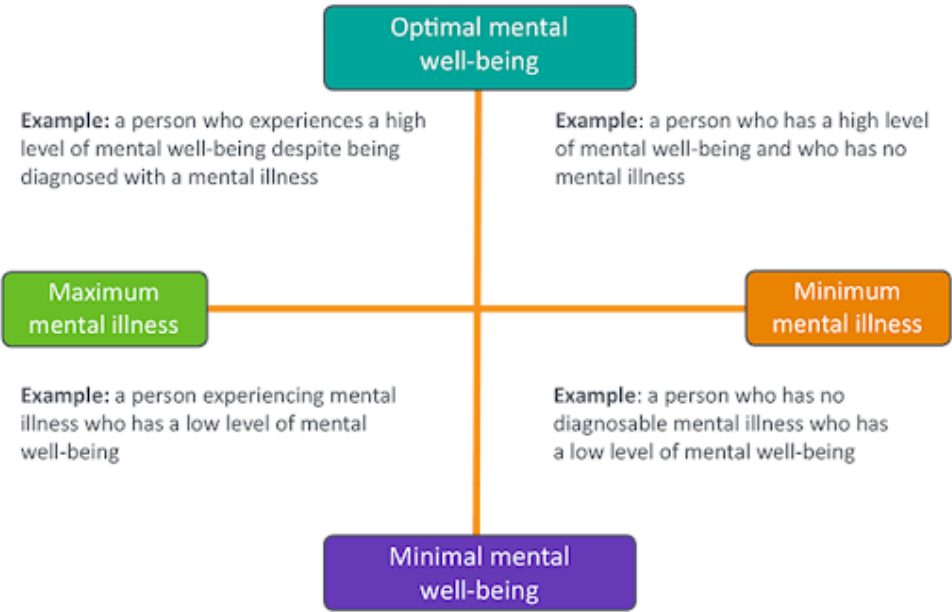 Optimal mental
well-being
Example: a person who experiences a high
level of mental well-being despite being
diagnosed with a mental illness
Example: a person who has a high level
of mental well-being and who has no
mental illness
Maximum
mental illness
Minimum
mental illness
Example: a person experiencing mental
illness who has a low level of mental
well-being
Example: a person who has no
diagnosable mental illness who has
a low level of mental well-being
Minimal mental
well-being